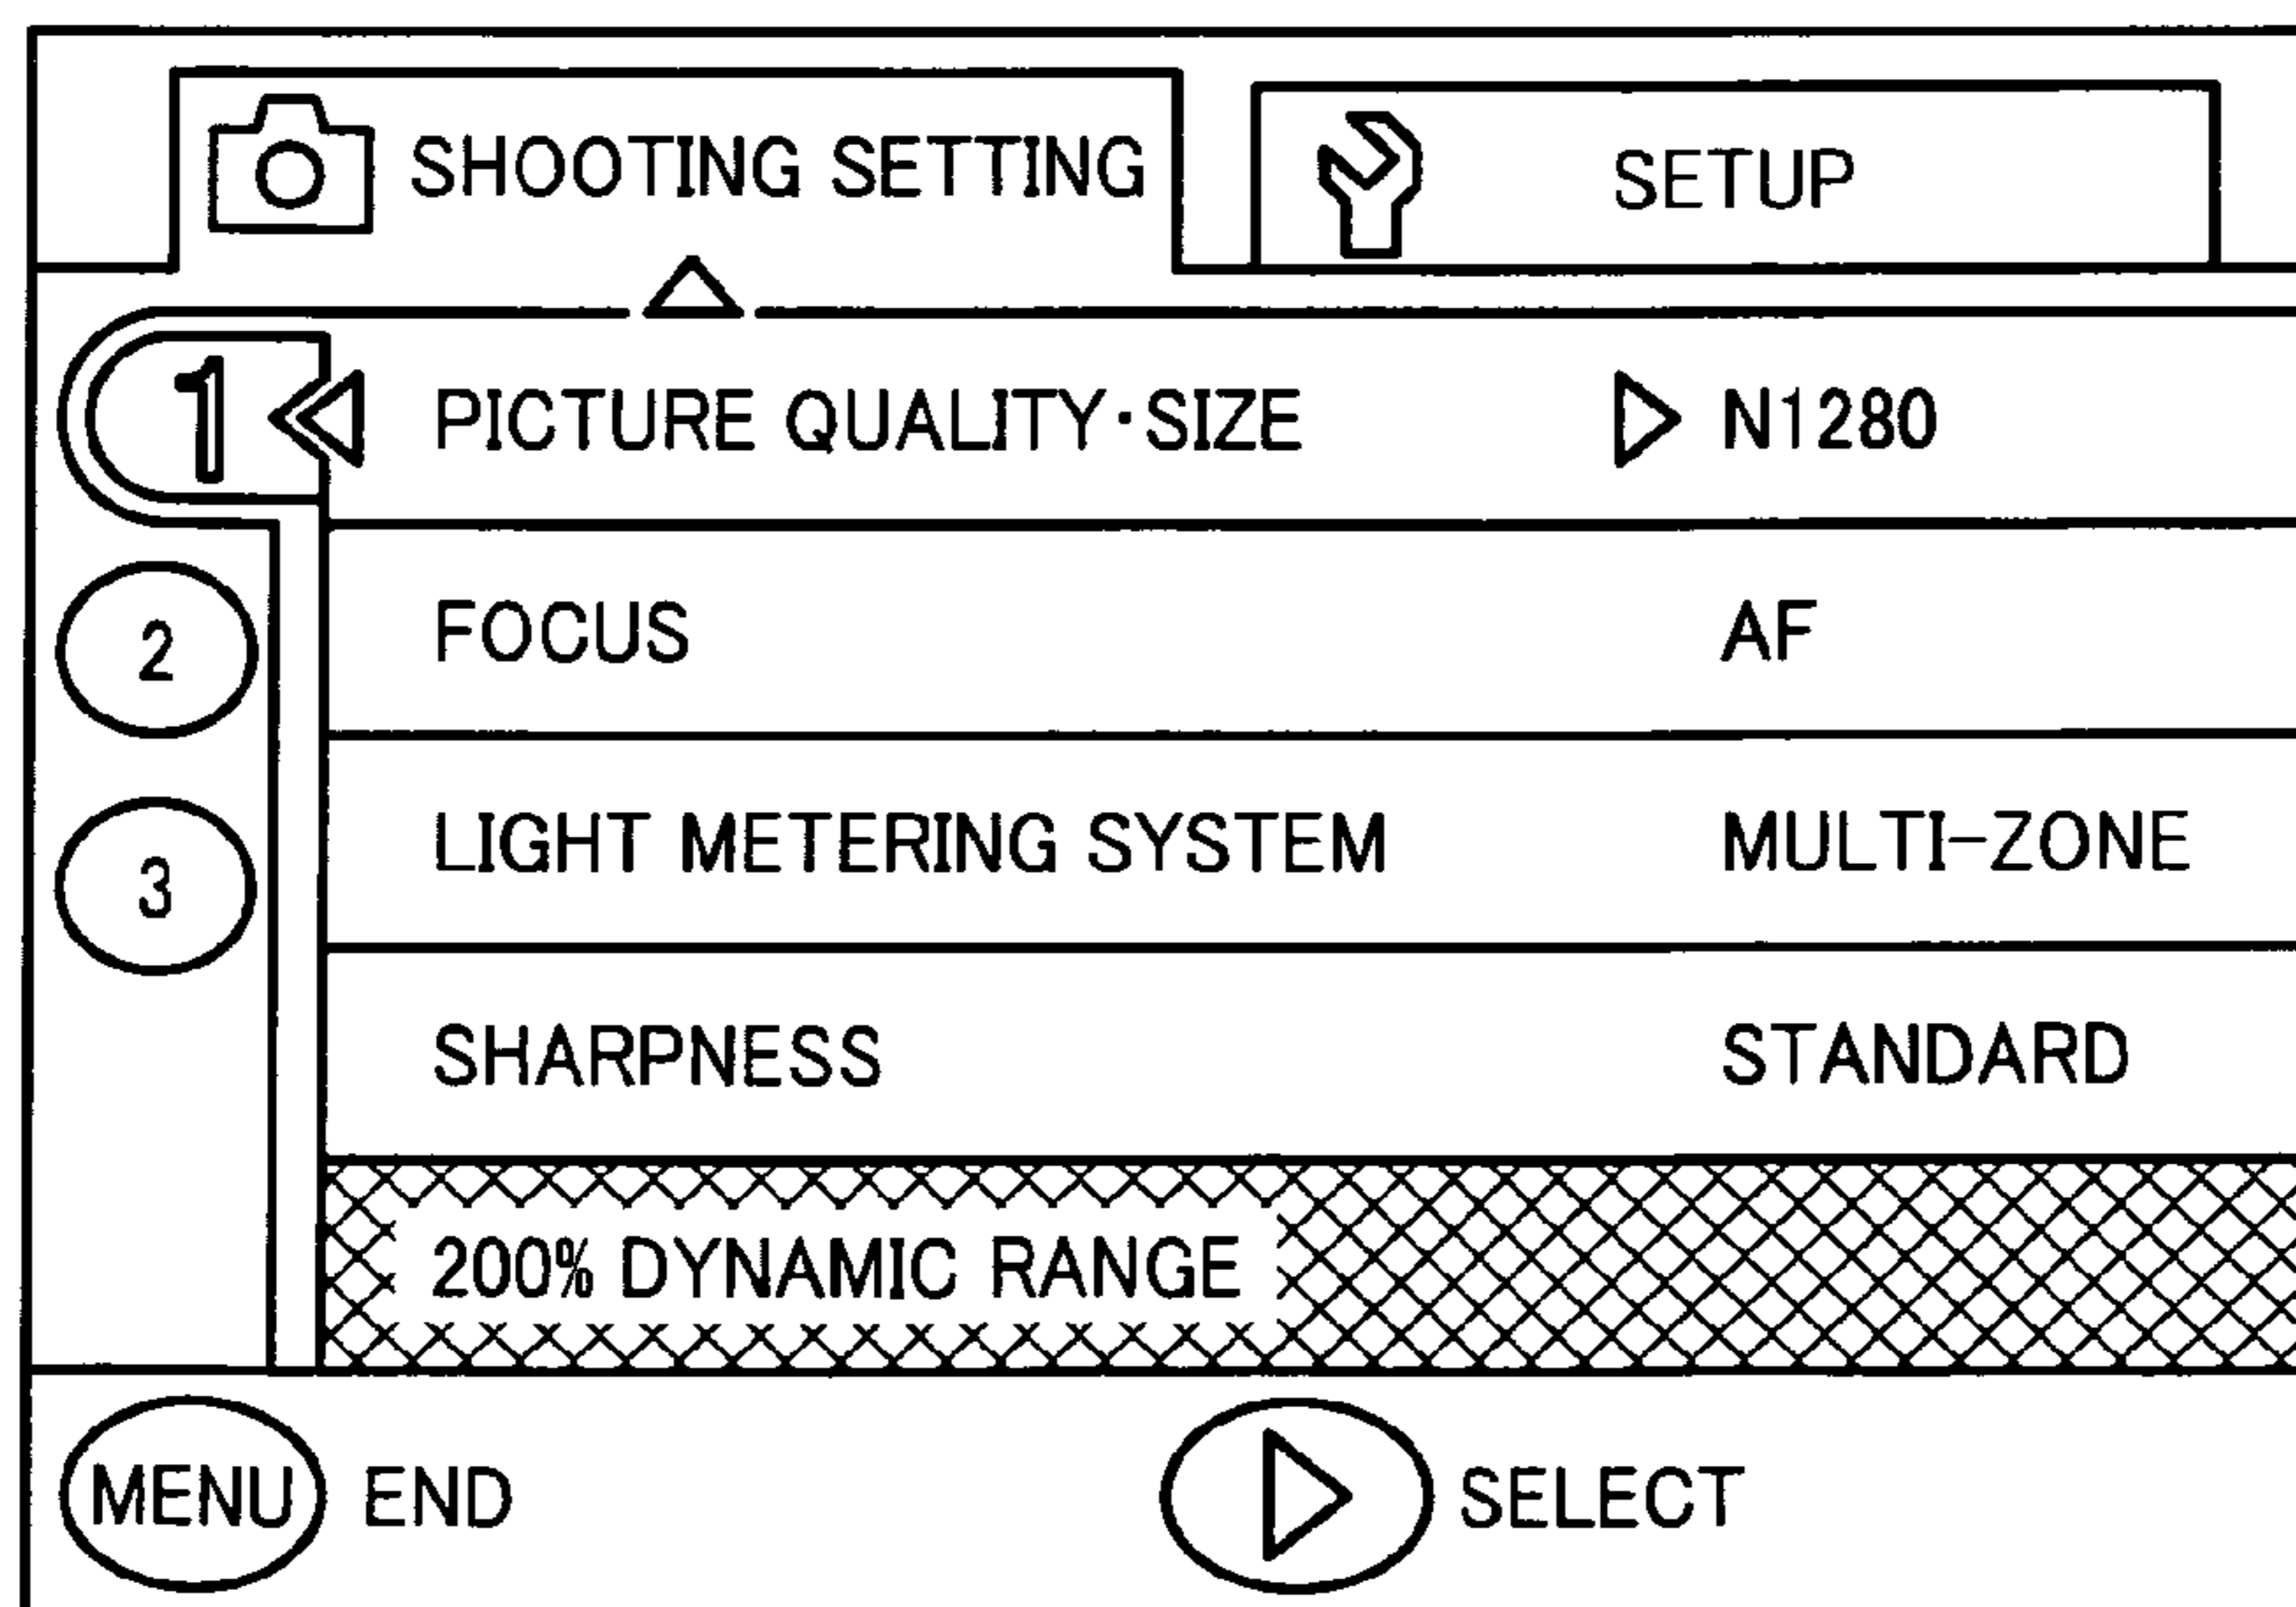 SHOOTING SETTING SETUP
1 PICTURE QUALITY·SIZE N1280
2 FOCUS AF
3 LIGHT METERING SYSTEM MULTI-ZONE
SHARPNESS STANDARD
200% DYNAMIC RANGE
MENU END SELECT